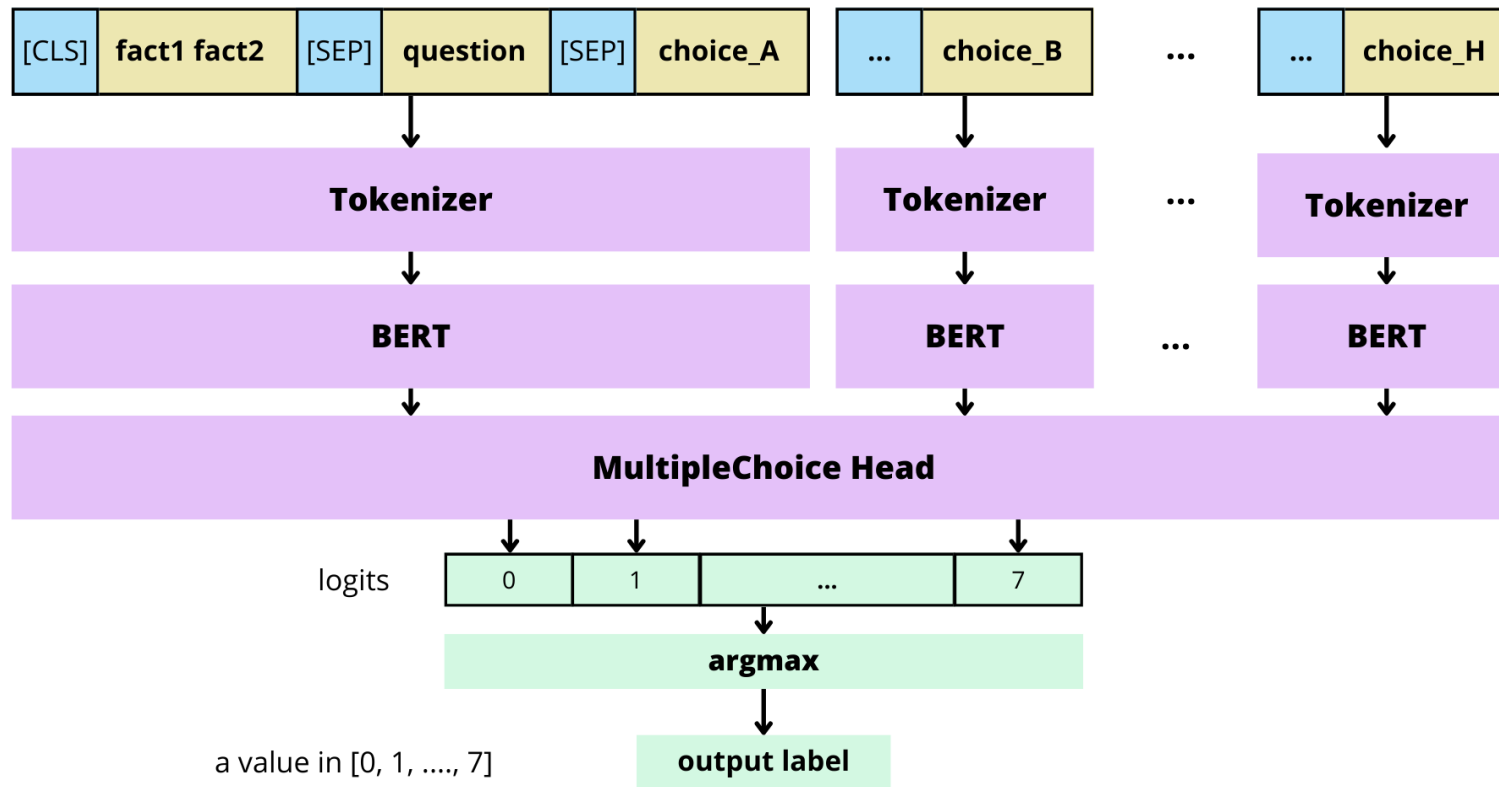 [CLS] fact1 fact2 [SEP] question [SEP] choice_A ... choice_B ... ... choice_H
Tokenizer Tokenizer ... Tokenizer
BERT BERT ... BERT
MultipleChoice Head
logits 0 1 ... 7
argmax
a value in [0, 1, ...., 7] output label